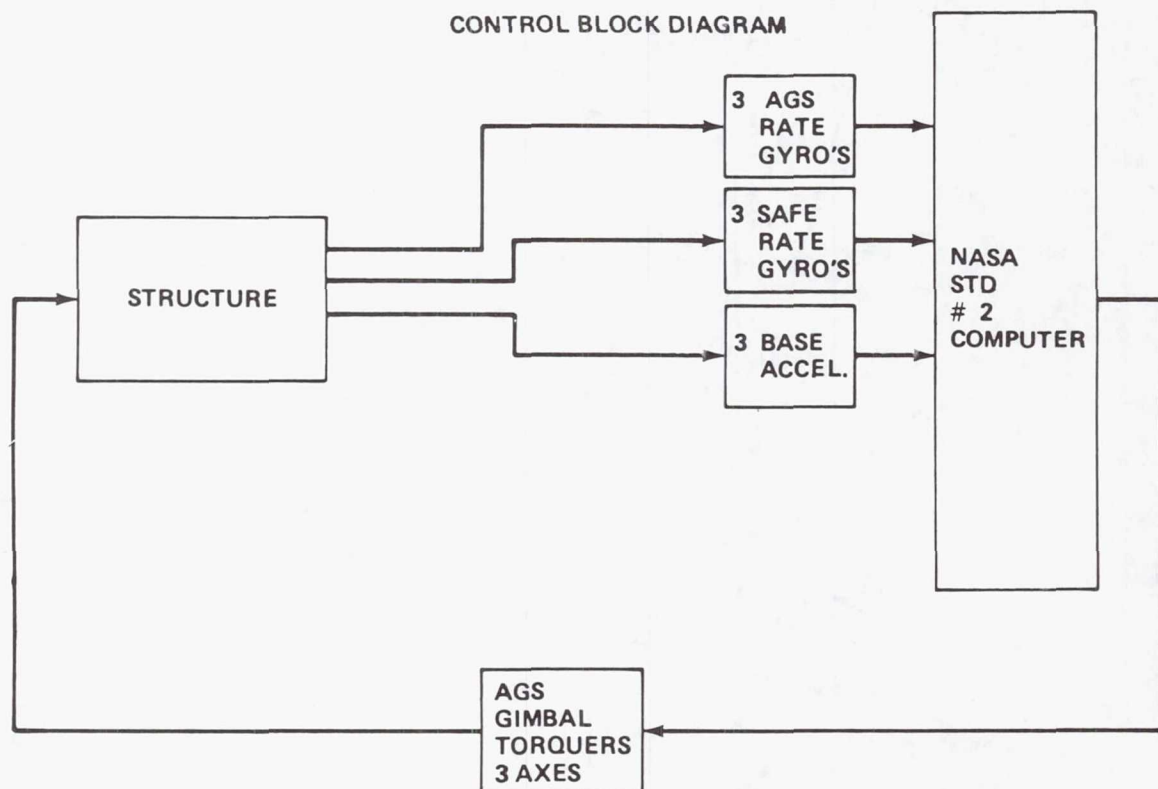 CONTROL BLOCK DIAGRAM
3 AGS
RATE
GYRO'S
3 SAFE
RATE
GYRO'S
3 BASE
ACCEL.
NASA
STD
# 2
COMPUTER
STRUCTURE
AGS
GIMBAL
TORQUERS
3 AXES